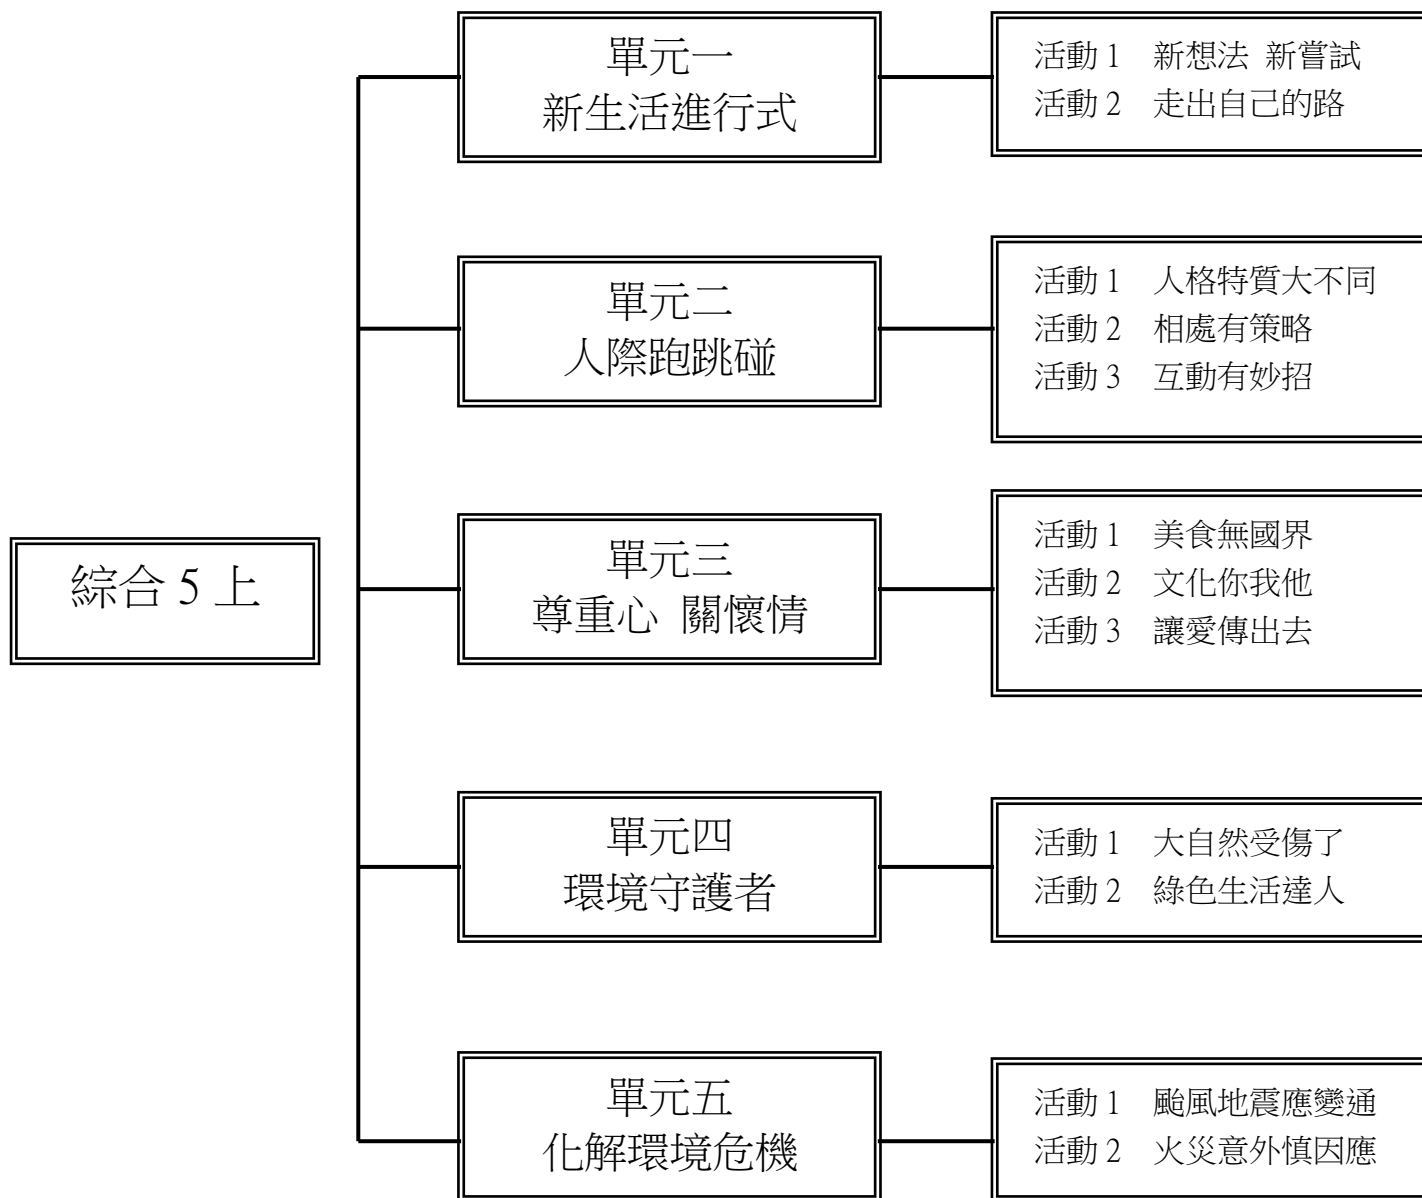 綜合 5 上
單元一
新生活進行式
活動 1 新想法 新嘗試
活動 2 走出自己的路
單元二
人際跑跳碰
活動 1 人格特質大不同
活動 2 相處有策略
活動 3 互動有妙招
單元三
尊重心 關懷情
活動 1 美食無國界
活動 2 文化你我他
活動 3 讓愛傳出去
單元四
環境守護者
活動 1 大自然受傷了
活動 2 綠色生活達人
單元五
化解環境危機
活動 1 颱風地震應變通
活動 2 火災意外慎因應